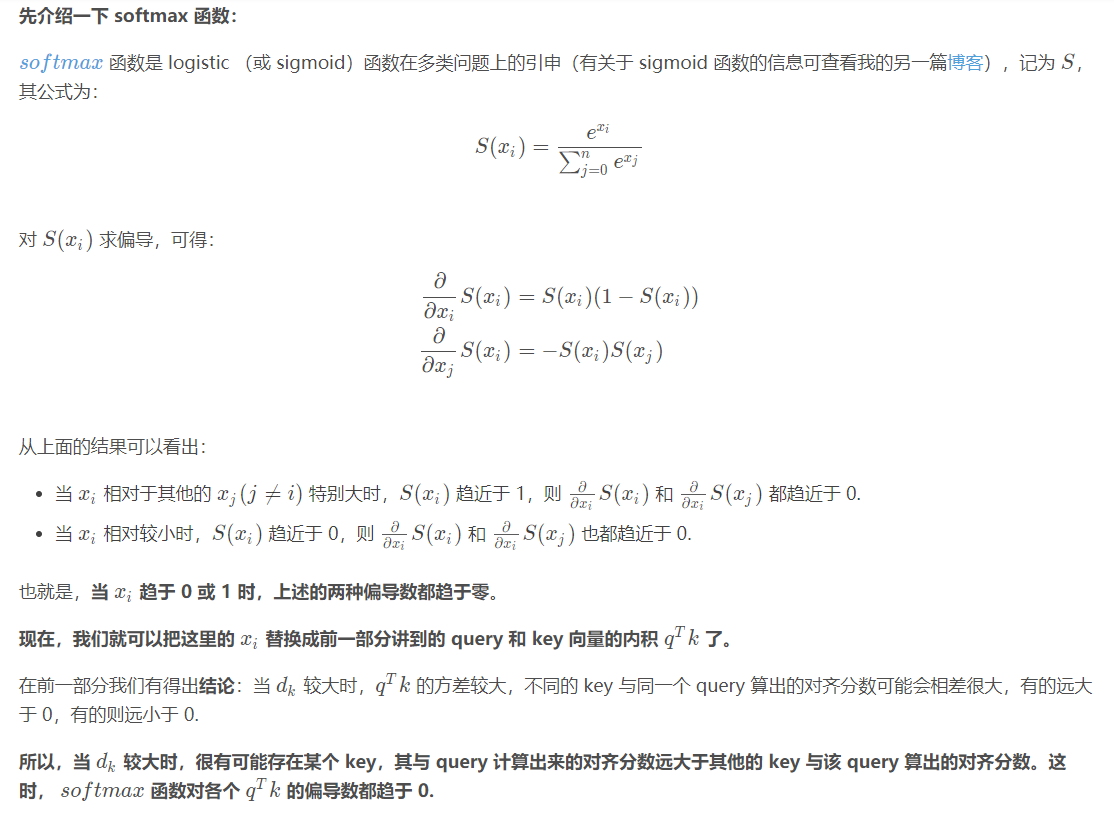 先介绍一下 softmax 函数：
softmax 函数是 logistic （或 sigmoid）函数在多类问题上的引申（有关于 sigmoid 函数的信息可查看我的另一篇博客），记为 S，
其公式为：
S(x_i) = \frac{e^{x_i}}{\sum_{j=0}^{n} e^{x_j}}
对 S(x_i) 求偏导，可得：
\frac{\partial}{\partial x_i} S(x_i) = S(x_i)(1 − S(x_i))
\frac{\partial}{\partial x_j} S(x_i) = −S(x_i)S(x_j)
从上面的结果可以看出：
• 当 x_i 相对于其他的 x_j (j ≠ i) 特别大时，S(x_i) 趋近于 1，则 \frac{\partial}{\partial x_i} S(x_i) 和 \frac{\partial}{\partial x_i} S(x_j) 都趋近于 0.
• 当 x_i 相对较小时，S(x_i) 趋近于 0，则 \frac{\partial}{\partial x_i} S(x_i) 和 \frac{\partial}{\partial x_i} S(x_j) 也都趋近于 0.
也就是，当 x_i 趋于 0 或 1 时，上述的两种偏导数都趋于零。
现在，我们就可以把这里的 x_i 替换成前一部分讲到的 query 和 key 向量的内积 q^T k 了。
在前一部分我们有得出结论：当 d_k 较大时，q^T k 的方差较大，不同的 key 与同一个 query 算出的对齐分数可能会相差很大，有的远大
于 0，有的则远小于 0.
所以，当 d_k 较大时，很有可能存在某个 key，其与 query 计算出来的对齐分数远大于其他的 key 与该 query 算出的对齐分数。这
时， softmax 函数对各个 q^T k 的偏导数都趋于 0.